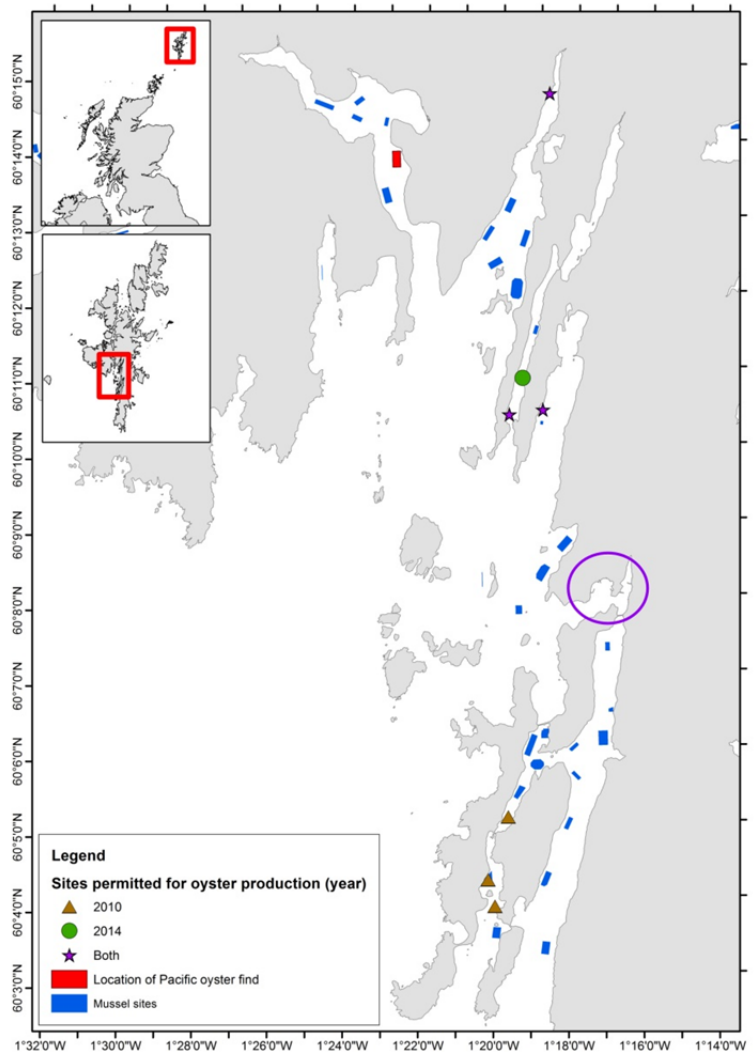 60°15'0"N
60°14'0"N
60°13'0"N
60°12'0"N
60°11'0"N
60°10'0"N
60°9'0"N
60°8'0"N
60°7'0"N
60°6'0"N
60°5'0"N
60°4'0"N
60°3'0"N
Legend
Sites permitted for oyster production (year)
2010
2014
Both
Location of Pacific oyster find
Mussel sites
1°32'0"W 1°30'0"W 1°28'0"W 1°26'0"W 1°24'0"W 1°22'0"W 1°20'0"W 1°18'0"W 1°16'0"W 1°14'0"W